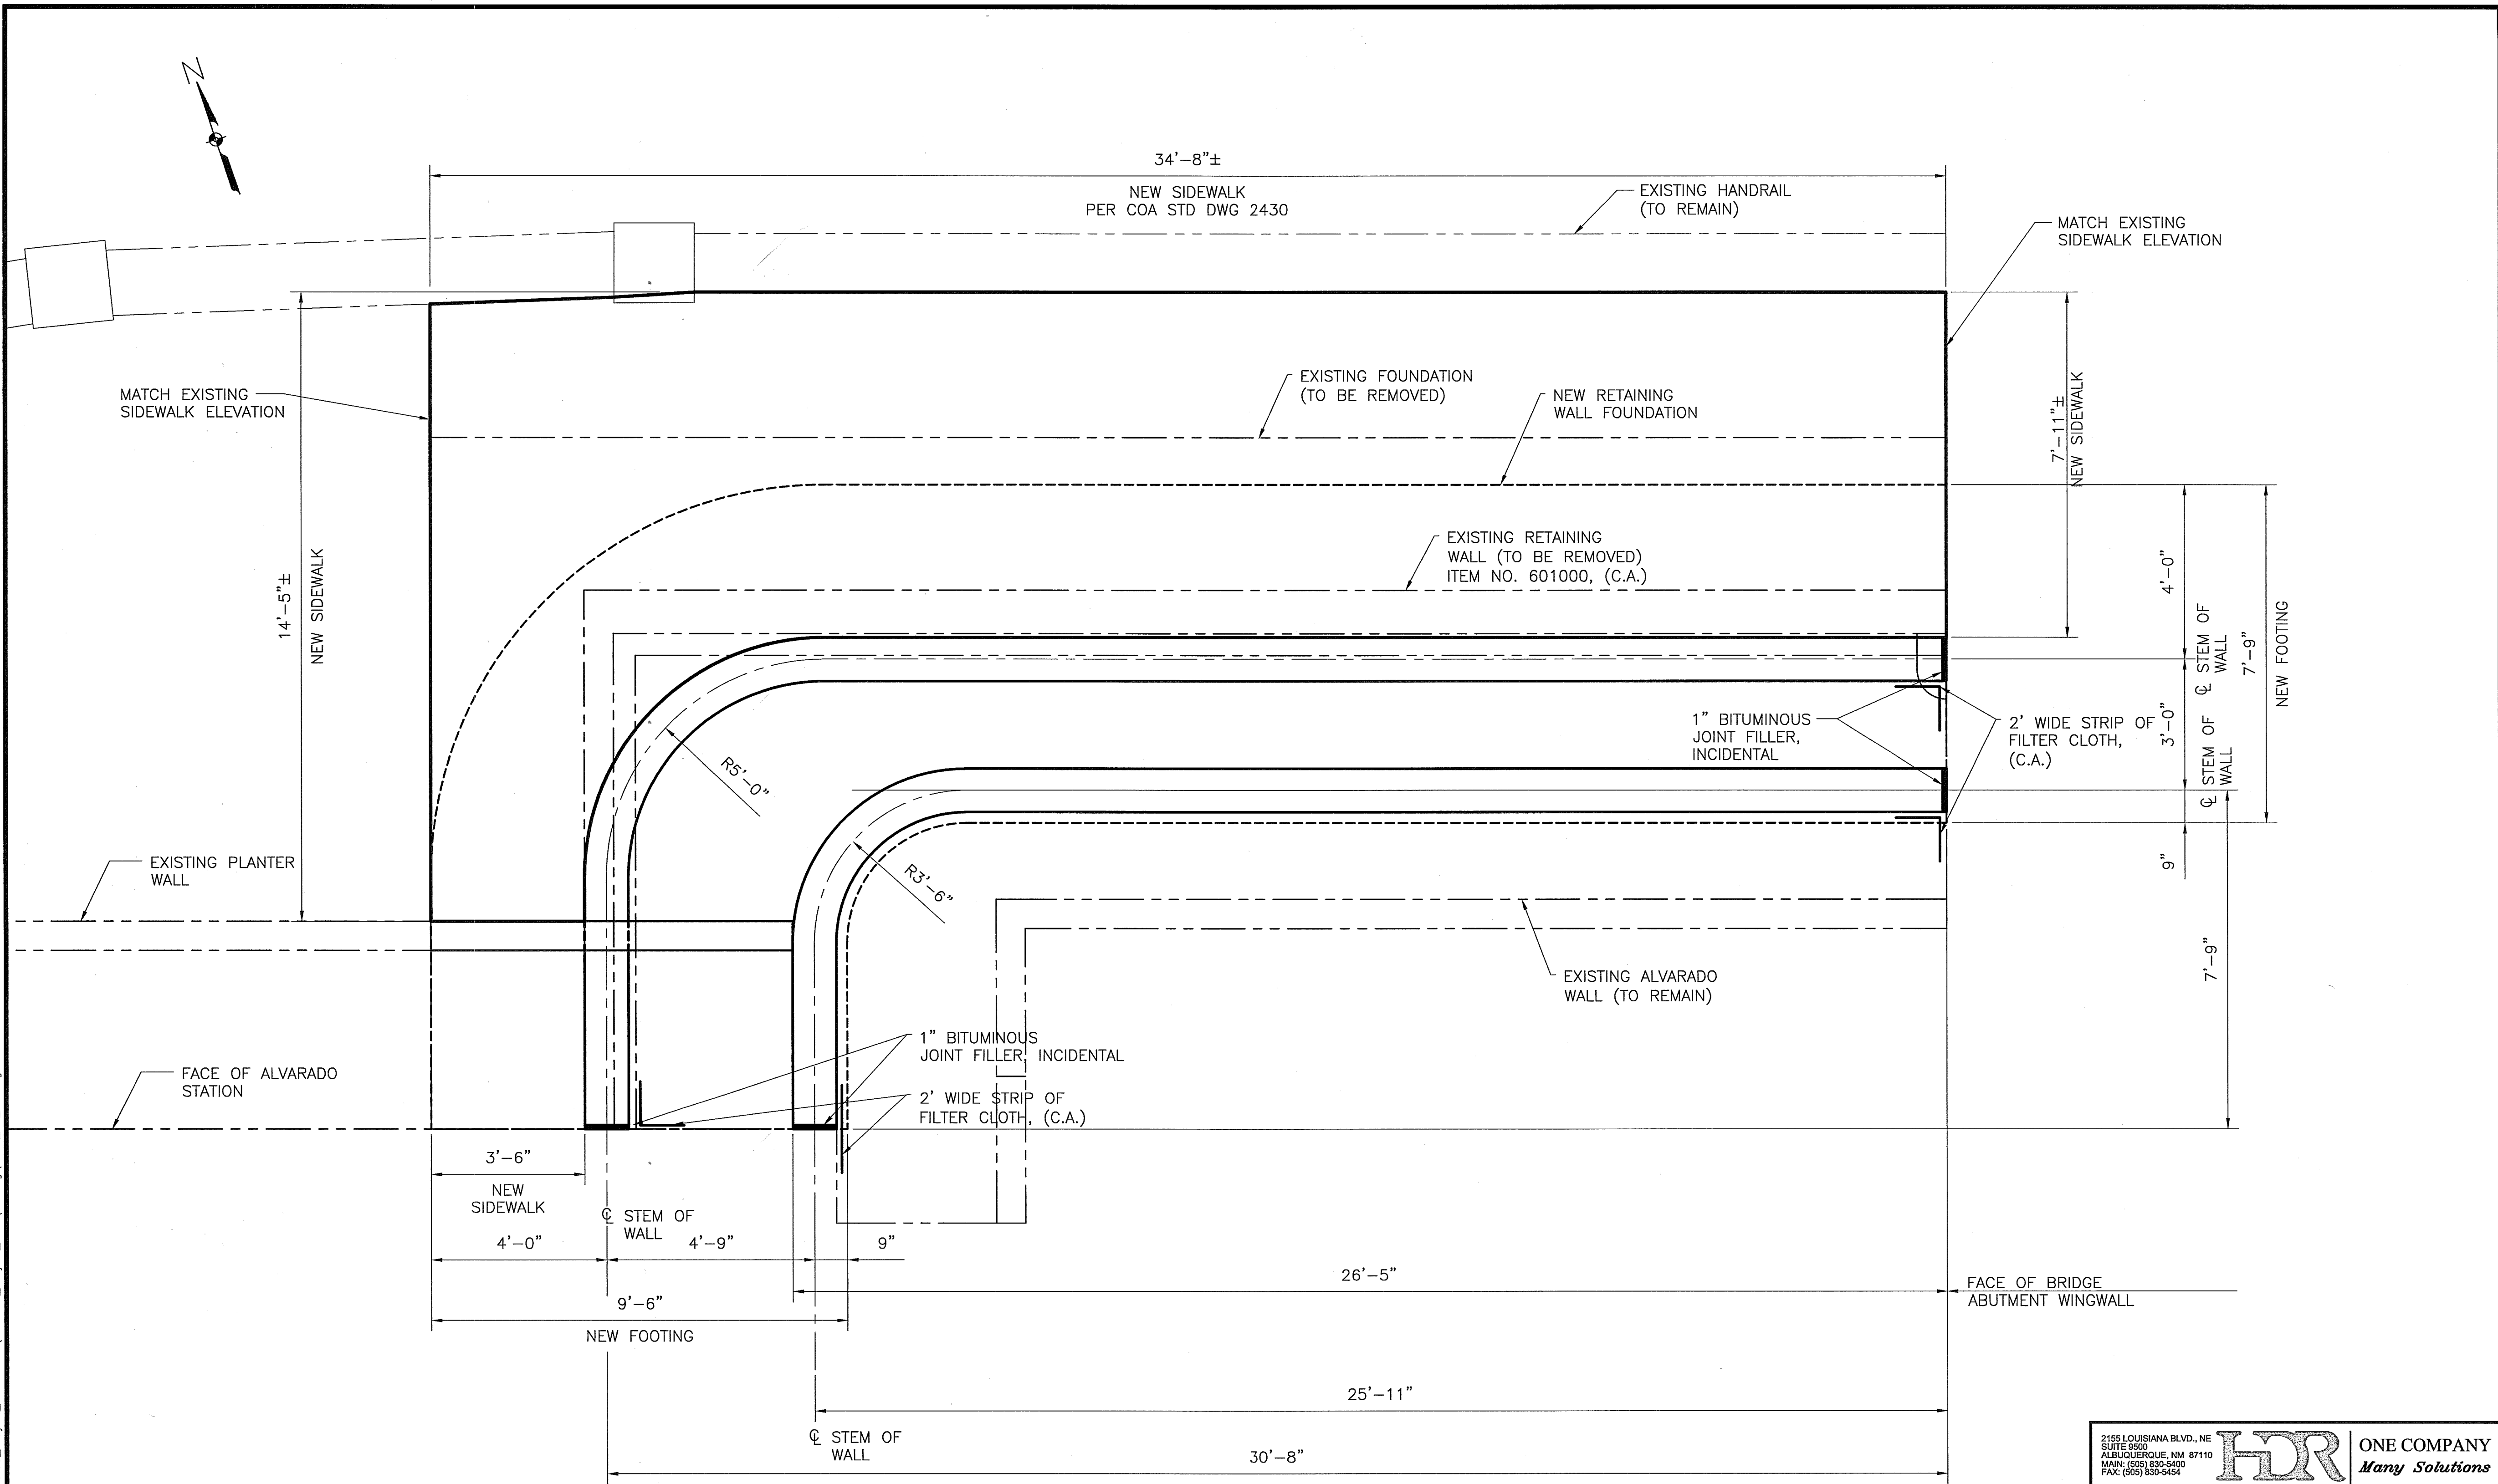 N
34'-8"±
NEW SIDEWALK
PER COA STD DWG 2430
EXISTING HANDRAIL
(TO REMAIN)
MATCH EXISTING
SIDEWALK ELEVATION
MATCH EXISTING
SIDEWALK ELEVATION
EXISTING FOUNDATION
(TO BE REMOVED)
NEW RETAINING
WALL FOUNDATION
7'-11"±
NEW SIDEWALK
14'-5"±
NEW SIDEWALK
EXISTING RETAINING
WALL (TO BE REMOVED)
ITEM NO. 601000, (C.A.)
4'-0"
℄ STEM OF
WALL
7'-9"
NEW FOOTING
R5'-0"
1" BITUMINOUS
JOINT FILLER,
INCIDENTAL
2' WIDE STRIP OF
FILTER CLOTH,
(C.A.)
3'-0"
℄ STEM OF
WALL
R3'-6"
9"
EXISTING PLANTER
WALL
7'-9"
EXISTING ALVARADO
WALL (TO REMAIN)
1" BITUMINOUS
JOINT FILLER, INCIDENTAL
FACE OF ALVARADO
STATION
2' WIDE STRIP OF
FILTER CLOTH, (C.A.)
3'-6"
NEW
SIDEWALK
℄ STEM OF
WALL
4'-0"
4'-9"
9"
26'-5"
FACE OF BRIDGE
ABUTMENT WINGWALL
9'-6"
NEW FOOTING
25'-11"
℄ STEM OF
WALL
30'-8"
2155 LOUISIANA BLVD., NE
SUITE 9500
ALBUQUERQUE, NM 87110
MAIN: (505) 830-5400
FAX: (505) 830-5454
HDR
ONE COMPANY
Many Solutions